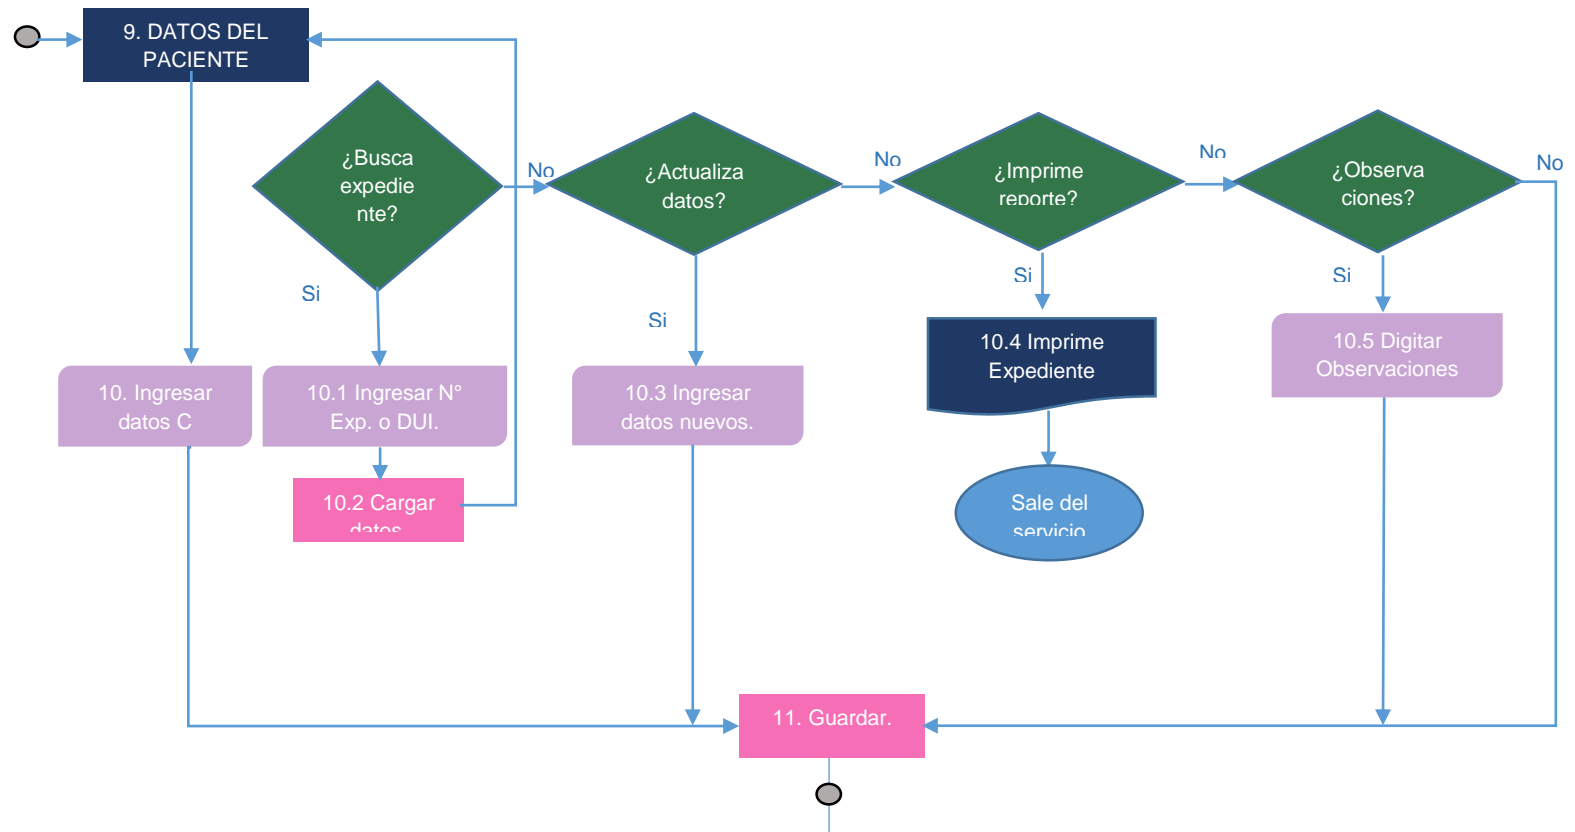 9. DATOS DEL
PACIENTE
¿Busca
expedie
nte?
No
¿Actualiza
datos?
No
¿Imprime
reporte?
No
¿Observa
ciones?
No
Si
Si
Si
Si
10. Ingresar
datos C
10.1 Ingresar N°
Exp. o DUI.
10.3 Ingresar
datos nuevos.
10.4 Imprime
Expediente
10.5 Digitar
Observaciones
10.2 Cargar
datos
Sale del
servicio
11. Guardar.